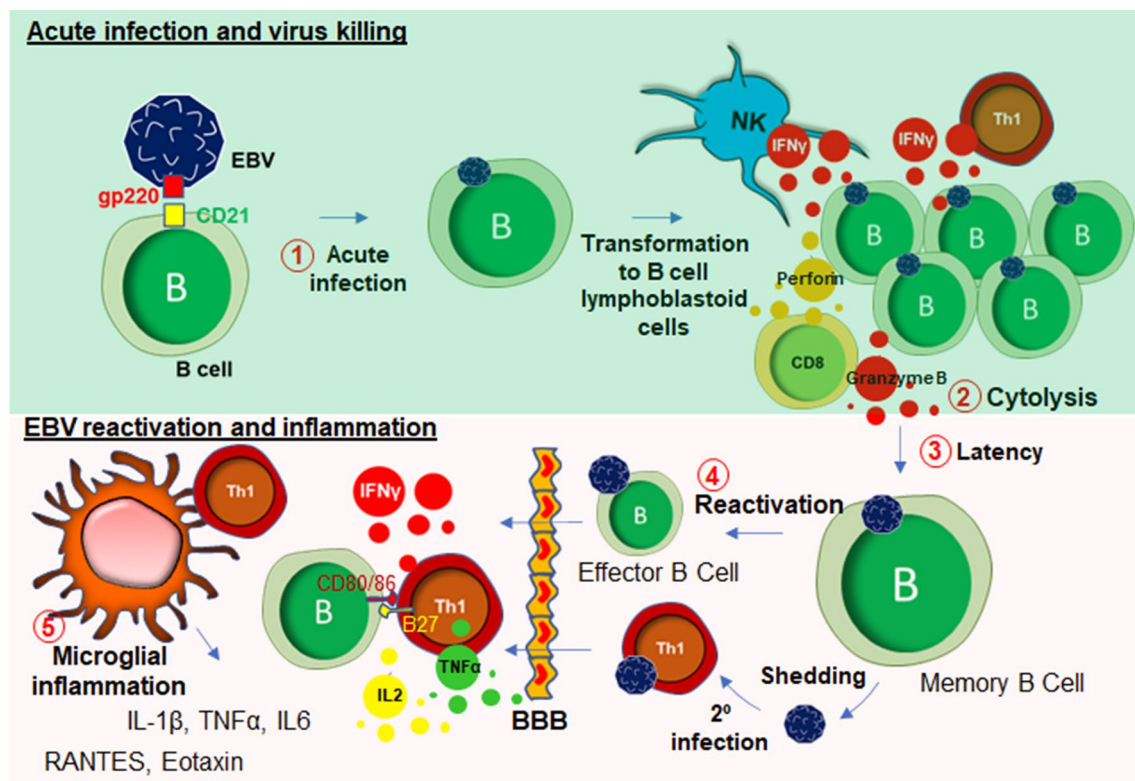 Acute infection and virus killing
EBV
gp220
CD21
B
B cell
1 Acute
infection
B
Transformation
to B cell
lymphoblastoid
cells
NK
IFNγ
IFNγ
Th1
B
B
B
B
B
Perforin
CD8
Granzyme B
2 Cytolysis
EBV reactivation and inflammation
3 Latency
Th1
IFNγ
4
Reactivation
B
Effector B Cell
B
Memory B Cell
CD80/86
B
Th1
B27
TNFα
IL2
BBB
Th1
Shedding
2º
infection
5
Microglial
inflammation
IL-1β, TNFα, IL6
RANTES, Eotaxin